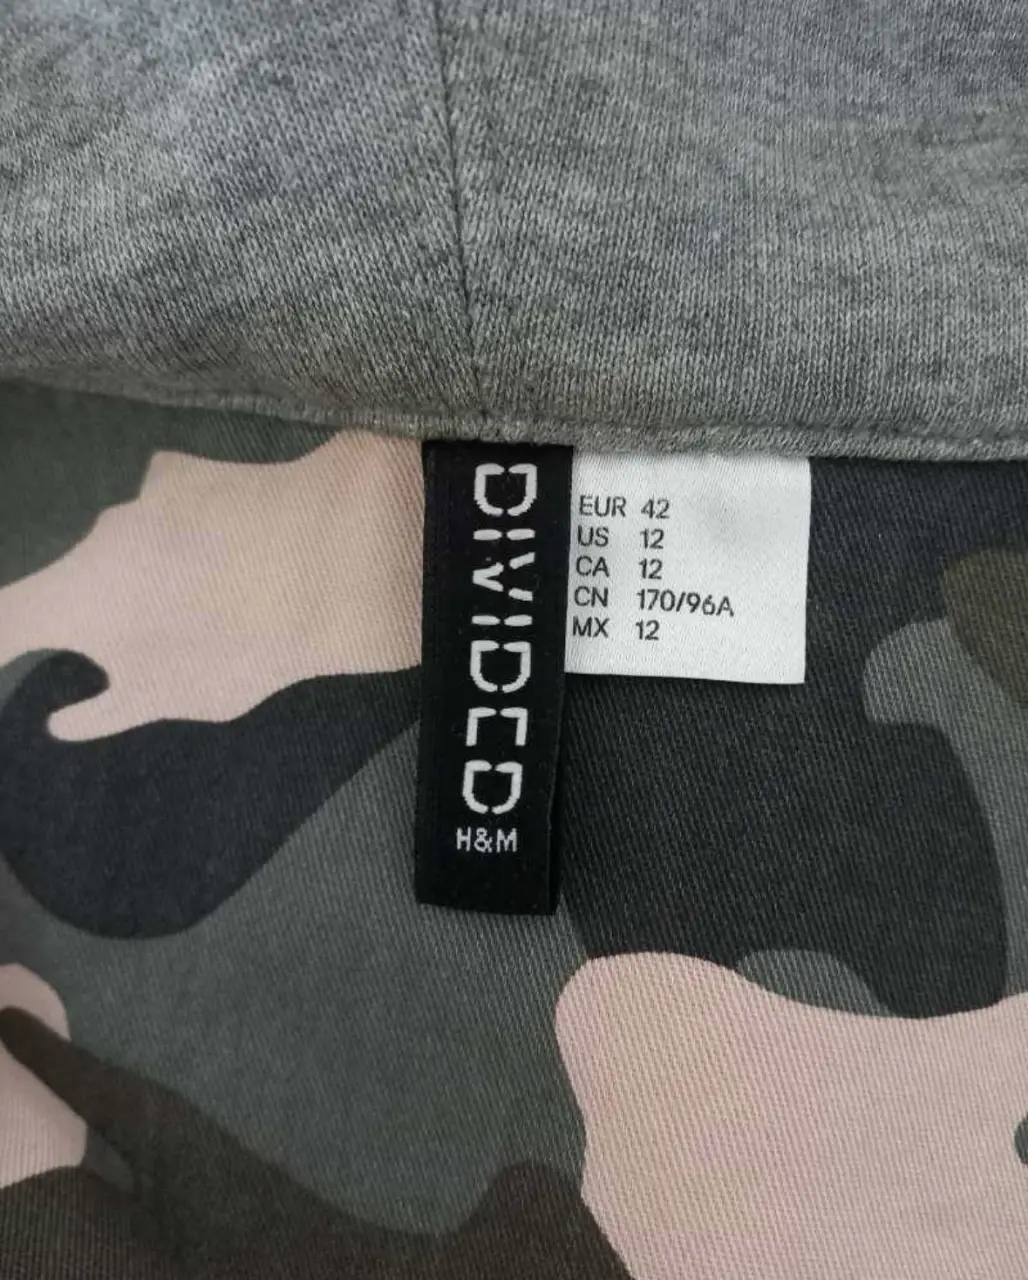 DIVIDED
H&M
EUR 42
US 12
CA 12
CN 170/96A
MX 12